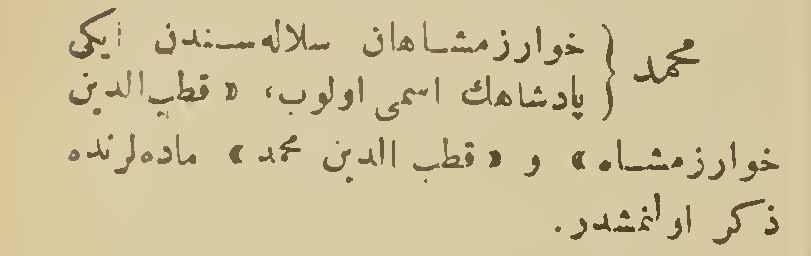 محمد { خوارزمشاهان سلاله‌سندن ایکی
پادشاهك اسمی اولوب، « قطب‌الدین
خوارزمشاه » و « قطب الدین محمد » ماده‌لرنده
ذکر اولنمشدر.